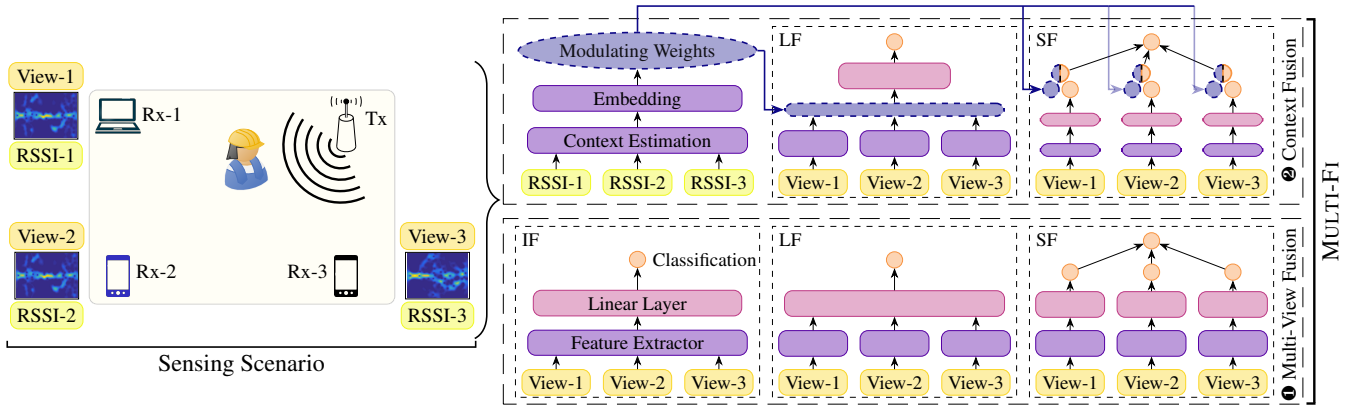 View-1
RSSI-1
Rx-1
Tx
View-2
RSSI-2
Rx-2
Rx-3
View-3
RSSI-3
Sensing Scenario
Modulating Weights
Embedding
Context Estimation
RSSI-1 RSSI-2 RSSI-3
LF
View-1 View-2 View-3
SF
View-1 View-2 View-3
❷ Context Fusion
IF
Classification
Linear Layer
Feature Extractor
View-1 View-2 View-3
LF
View-1 View-2 View-3
SF
View-1 View-2 View-3
❶ Multi-View Fusion
MULTI-FI